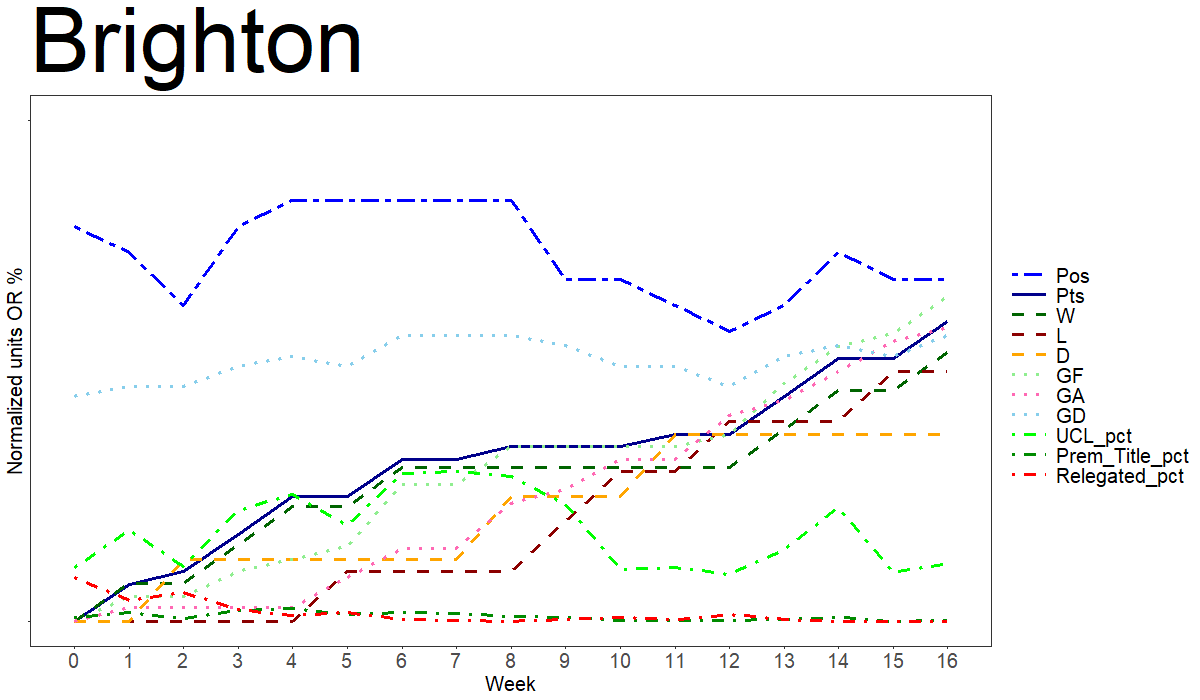 Brighton
Normalized units OR %
Pos
Pts
W
L
D
GF
GA
GD
UCL_pct
Prem_Title_pct
Relegated_pct
0 1 2 3 4 5 6 7 8 9 10 11 12 13 14 15 16
Week